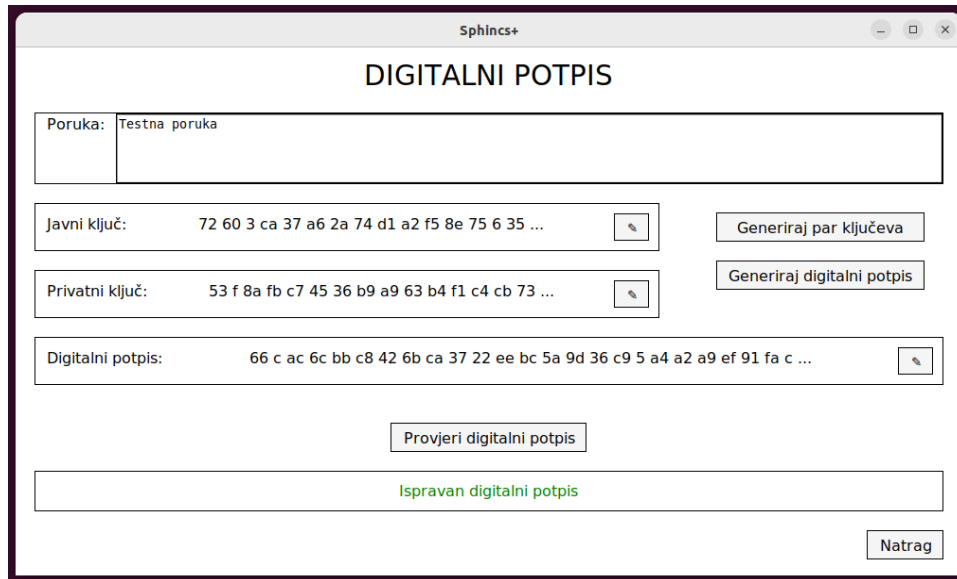 Sphincs+
DIGITALNI POTPIS
Poruka: Testna poruka
Javni ključ: 72 60 3 ca 37 a6 2a 74 d1 a2 f5 8e 75 6 35 ...
Generiraj par ključeva
Privatni ključ: 53 f 8a fb c7 45 36 b9 a9 63 b4 f1 c4 cb 73 ...
Generiraj digitalni potpis
Digitalni potpis: 66 c ac 6c bb c8 42 6b ca 37 22 ee bc 5a 9d 36 c9 5 a4 a2 a9 ef 91 fa c ...
Provjeri digitalni potpis
Ispravan digitalni potpis
Natrag